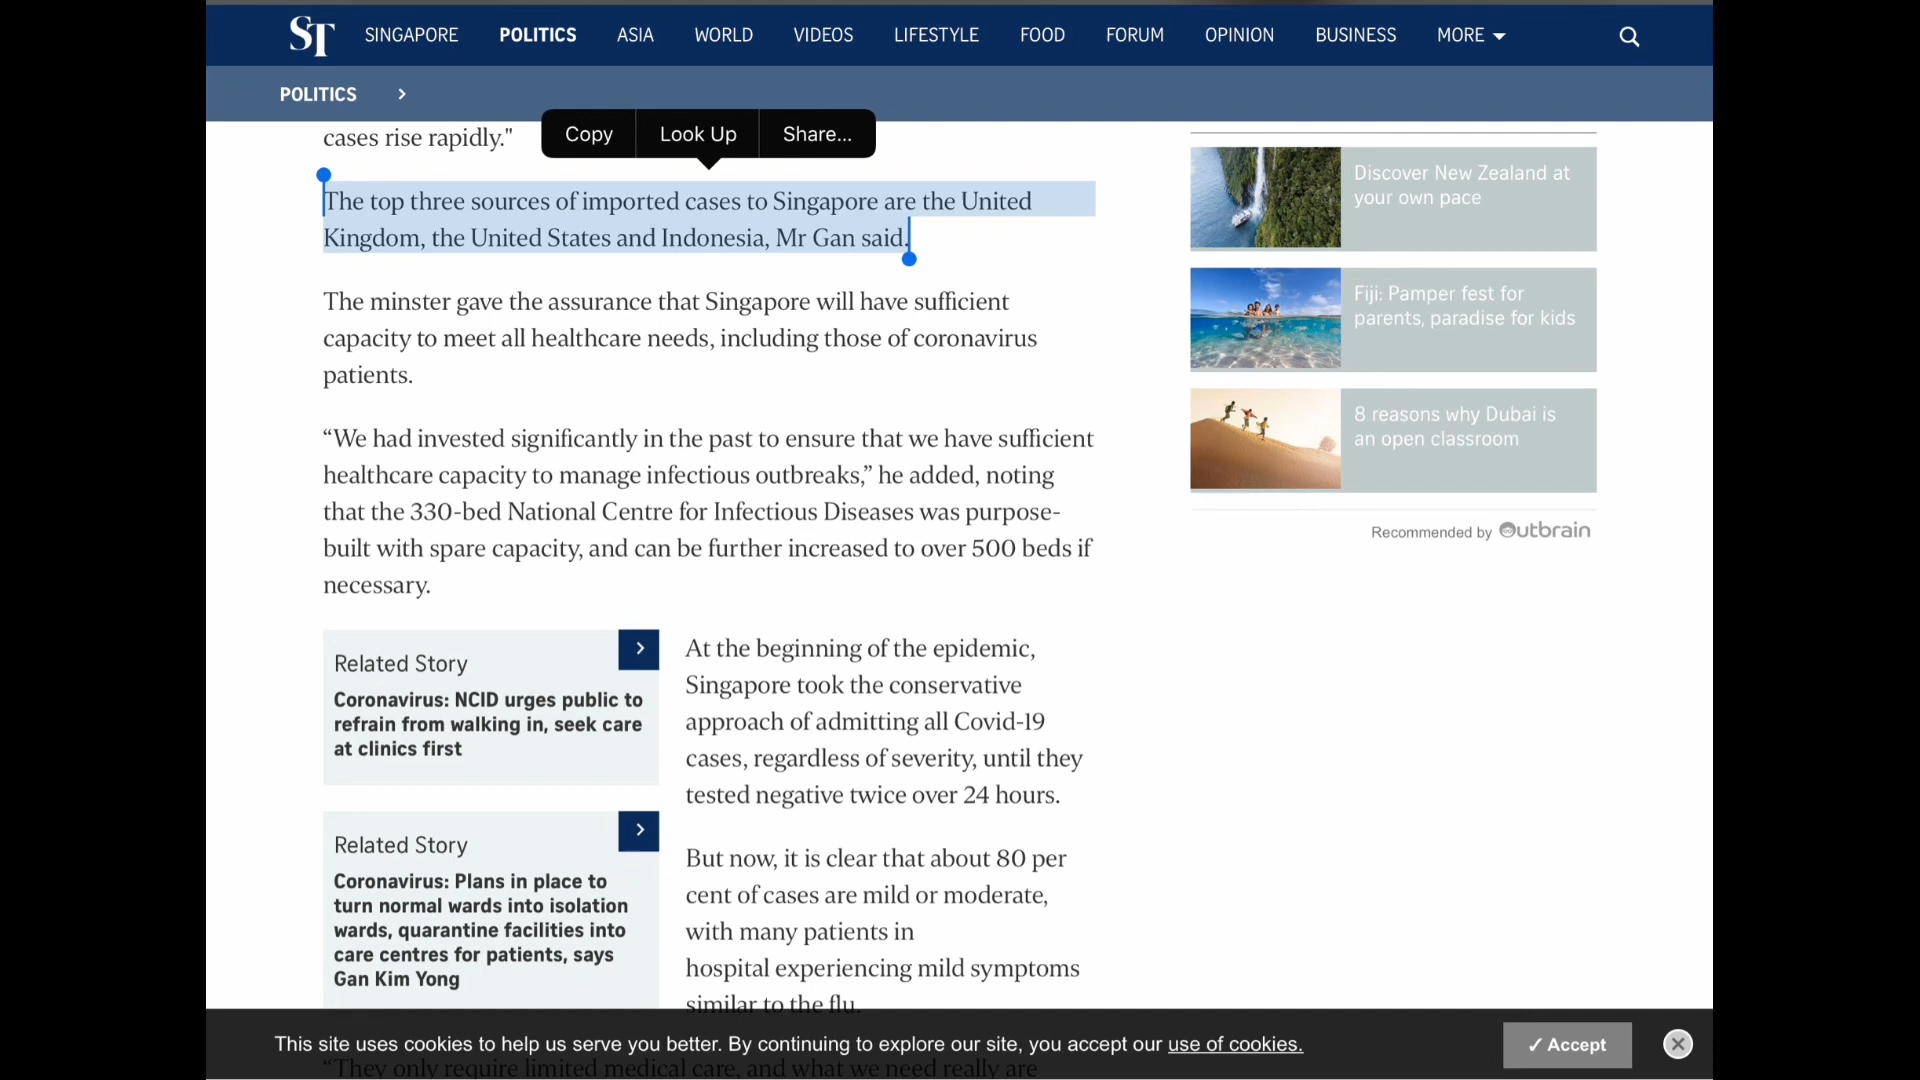 ST SINGAPORE POLITICS ASIA WORLD VIDEOS LIFESTYLE FOOD FORUM OPINION BUSINESS MORE
POLITICS
cases rise rapidly."
Copy Look Up Share...
The top three sources of imported cases to Singapore are the United
Kingdom, the United States and Indonesia, Mr Gan said.
The minster gave the assurance that Singapore will have sufficient
capacity to meet all healthcare needs, including those of coronavirus
patients.
“We had invested significantly in the past to ensure that we have sufficient
healthcare capacity to manage infectious outbreaks,” he added, noting
that the 330-bed National Centre for Infectious Diseases was purpose-
built with spare capacity, and can be further increased to over 500 beds if
necessary.
Related Story
Coronavirus: NCID urges public to
refrain from walking in, seek care
at clinics first
Related Story
Coronavirus: Plans in place to
turn normal wards into isolation
wards, quarantine facilities into
care centres for patients, says
Gan Kim Yong
At the beginning of the epidemic,
Singapore took the conservative
approach of admitting all Covid-19
cases, regardless of severity, until they
tested negative twice over 24 hours.
But now, it is clear that about 80 per
cent of cases are mild or moderate,
with many patients in
hospital experiencing mild symptoms
similar to the flu.
“They only require limited medical care, and what we need really are
Discover New Zealand at
your own pace
Fiji: Pamper fest for
parents, paradise for kids
8 reasons why Dubai is
an open classroom
Recommended by Outbrain
This site uses cookies to help us serve you better. By continuing to explore our site, you accept our use of cookies.
✓ Accept